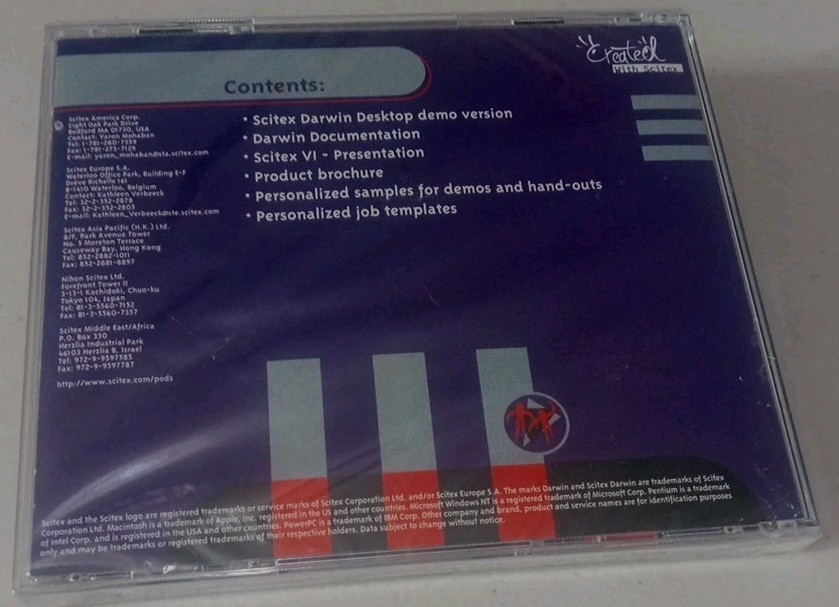 Created
With Scitex
Contents:
• Scitex Darwin Desktop demo version
• Darwin Documentation
• Scitex VI - Presentation
• Product brochure
• Personalized samples for demos and hand-outs
• Personalized job templates
Scitex America Corp.
Eight Oak Park Drive
Bedford MA 01730, USA
Contact: Yaron Mohaban
Tel: 1-781-280-7339
Fax: 1-781-275-7129
E-mail: yaron_mohaban@sta.scitex.com
Scitex Europe S.A.
Waterloo Office Park, Building E-F
Drève Richelle 161
B-1410 Waterloo, Belgium
Contact: Kathleen Verbeeck
Tel: 32-2-352-2878
Fax: 32-2-352-2803
E-mail: Kathleen_Verbeeck@ste.scitex.com
Scitex Asia Pacific (H.K.) Ltd.
8/F, Park Avenue Tower
No. 5 Moreton Terrace
Causeway Bay, Hong Kong
Tel: 852-2882-1011
Fax: 852-2881-8897
Nihon Scitex Ltd.
Forefront Tower II
3-13-1 Kachidoki, Chuo-ku
Tokyo 104, Japan
Tel: 81-3-5560-7152
Fax: 81-3-5560-7357
Scitex Middle East/Africa
P.O. Box 330
Herzlia Industrial Park
46103 Herzlia B, Israel
Tel: 972-9-9597585
Fax: 972-9-9597787
http://www.scitex.com/pods
Scitex and the Scitex logo are registered trademarks or service marks of Scitex Corporation Ltd. and/or Scitex Europe S.A. The marks Darwin and Scitex Darwin are trademarks of Scitex
Corporation Ltd. Macintosh is a trademark of Apple, Inc. registered in the US and other countries. Microsoft Windows NT is a registered trademark of Microsoft Corp. Pentium is a trademark
of Intel Corp. and is registered in the USA and other countries. PowerPC is a trademark of IBM Corp. Other company and brand, product and service names are for identification purposes
only and may be trademarks or registered trademarks of their respective holders. Data subject to change without notice.